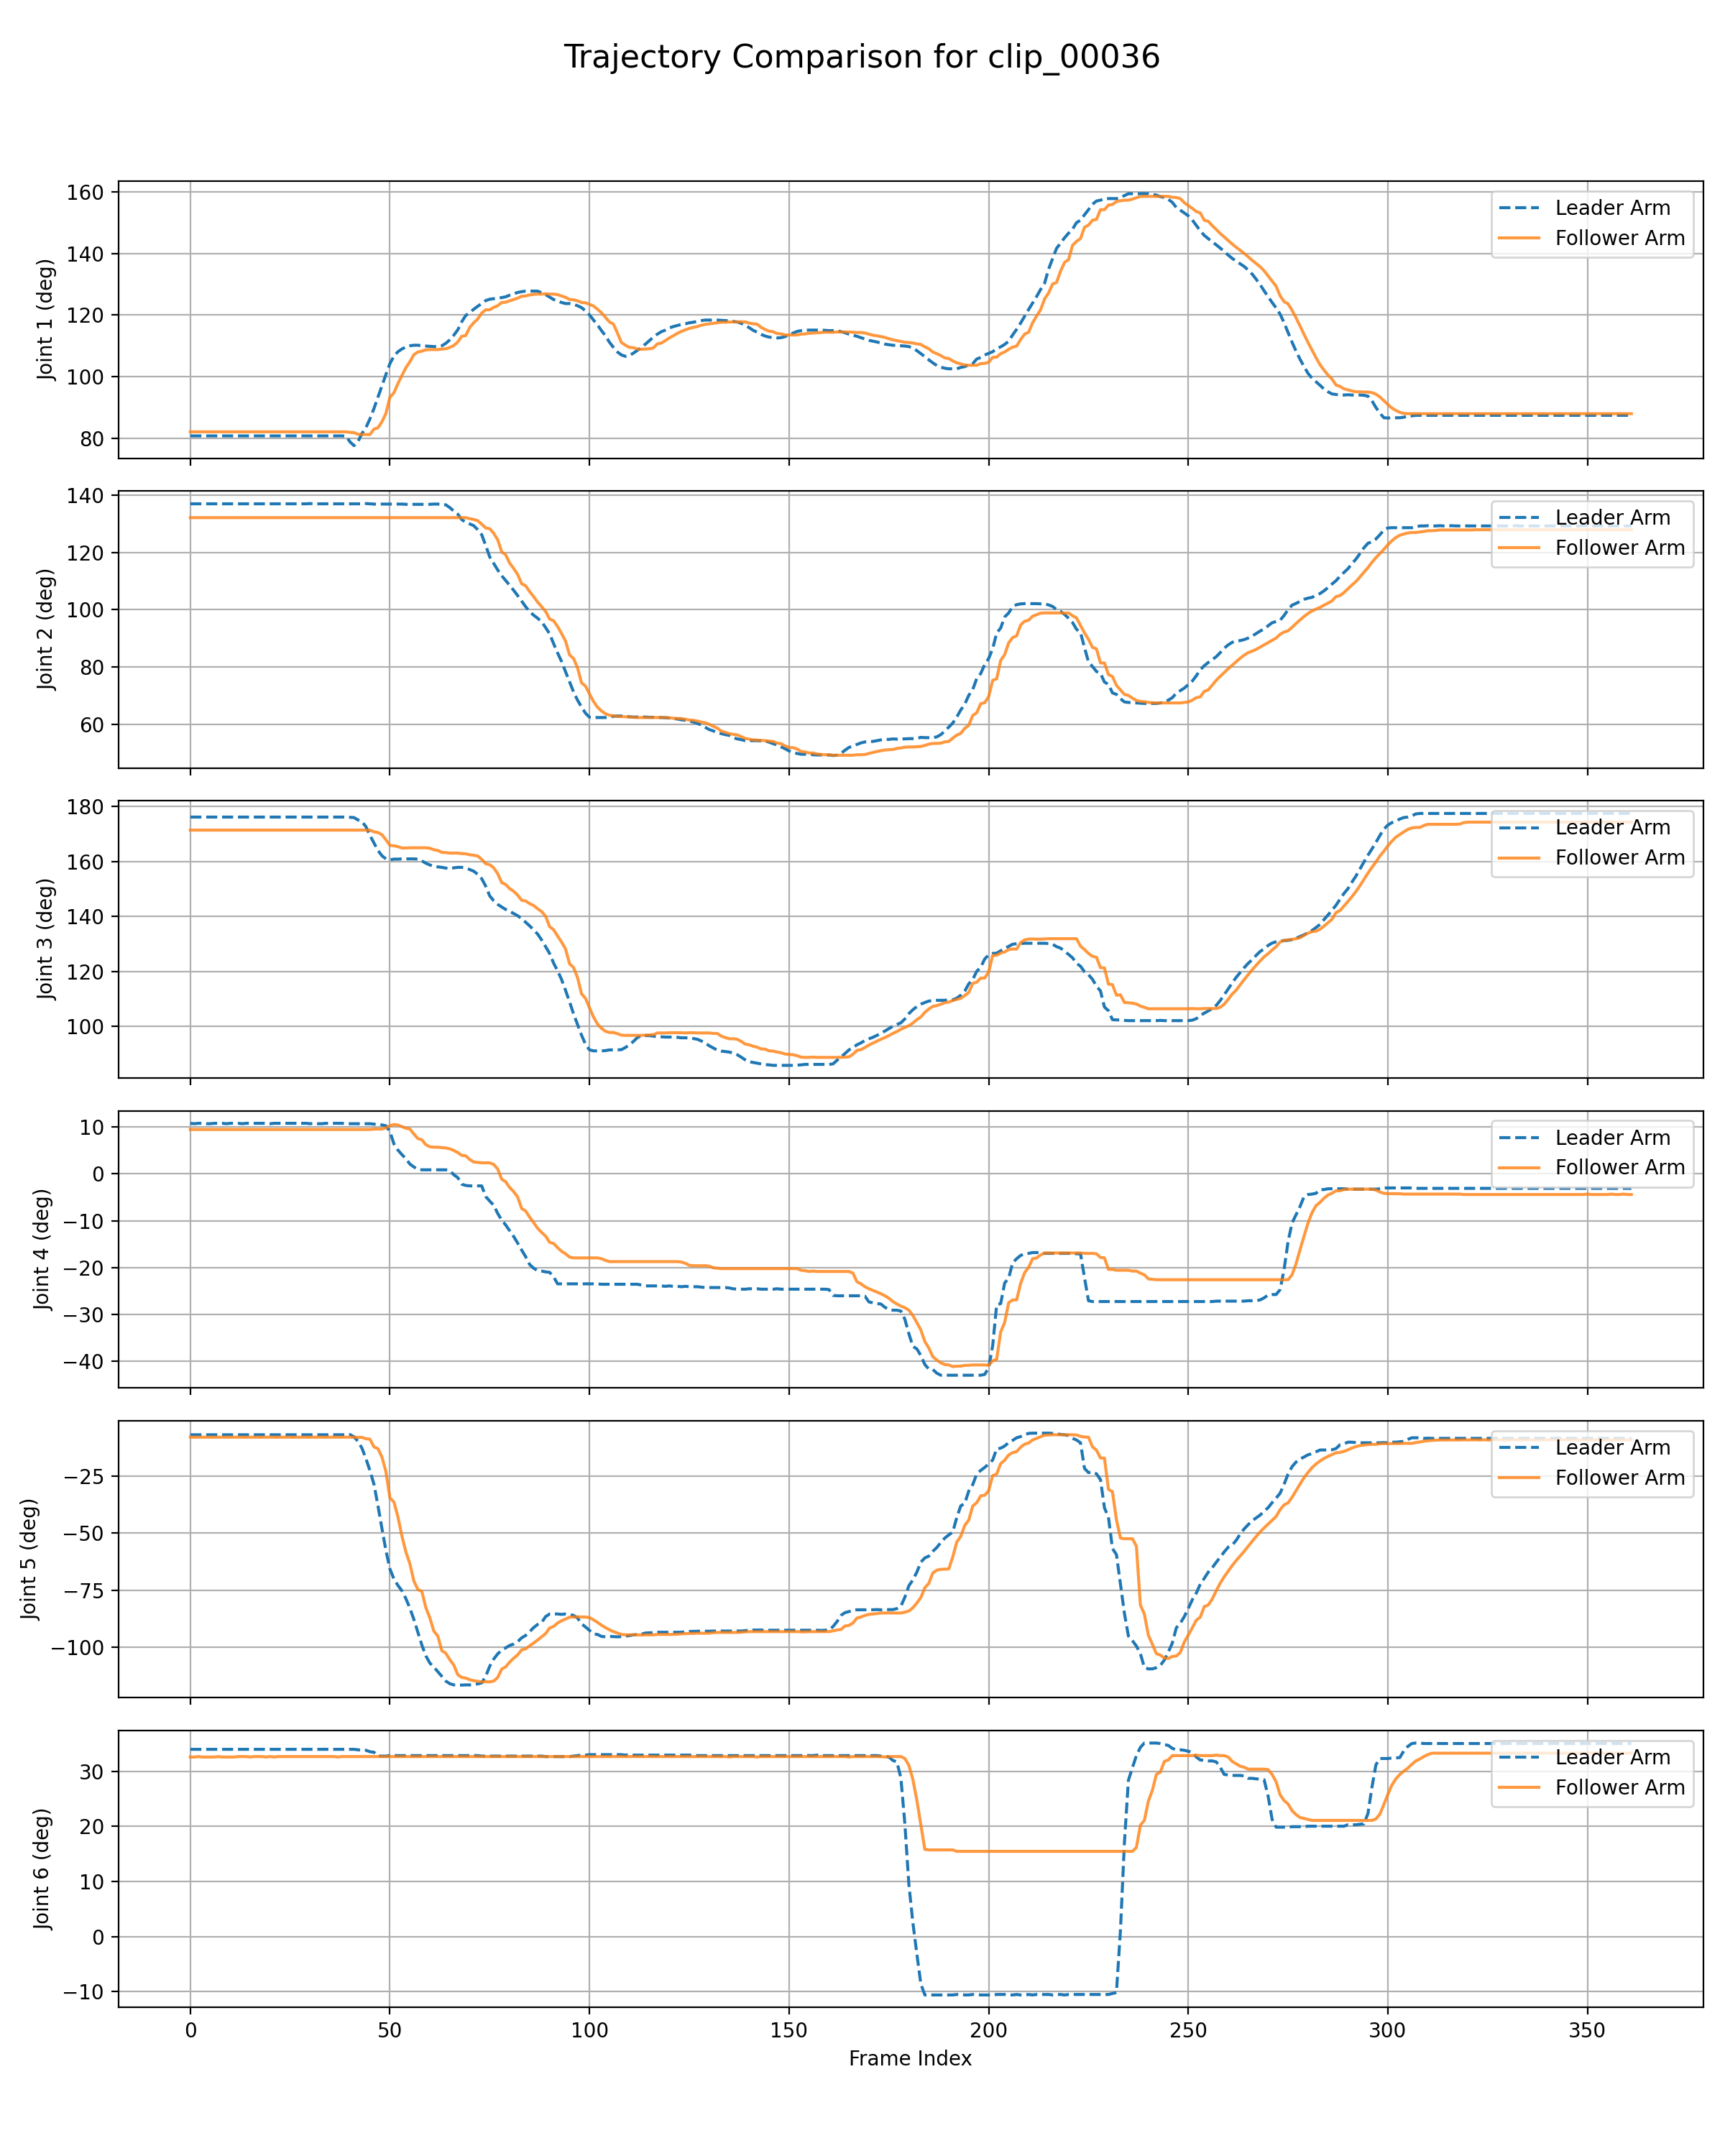 Trajectory Comparison for clip_00036
160
140
120
100
80
Joint 1 (deg)
Leader Arm
Follower Arm
140
120
100
80
60
Joint 2 (deg)
Leader Arm
Follower Arm
180
160
140
120
100
Joint 3 (deg)
Leader Arm
Follower Arm
10
0
−10
−20
−30
−40
Joint 4 (deg)
Leader Arm
Follower Arm
−25
−50
−75
−100
Joint 5 (deg)
Leader Arm
Follower Arm
30
20
10
0
−10
Joint 6 (deg)
Leader Arm
Follower Arm
0 50 100 150 200 250 300 350
Frame Index